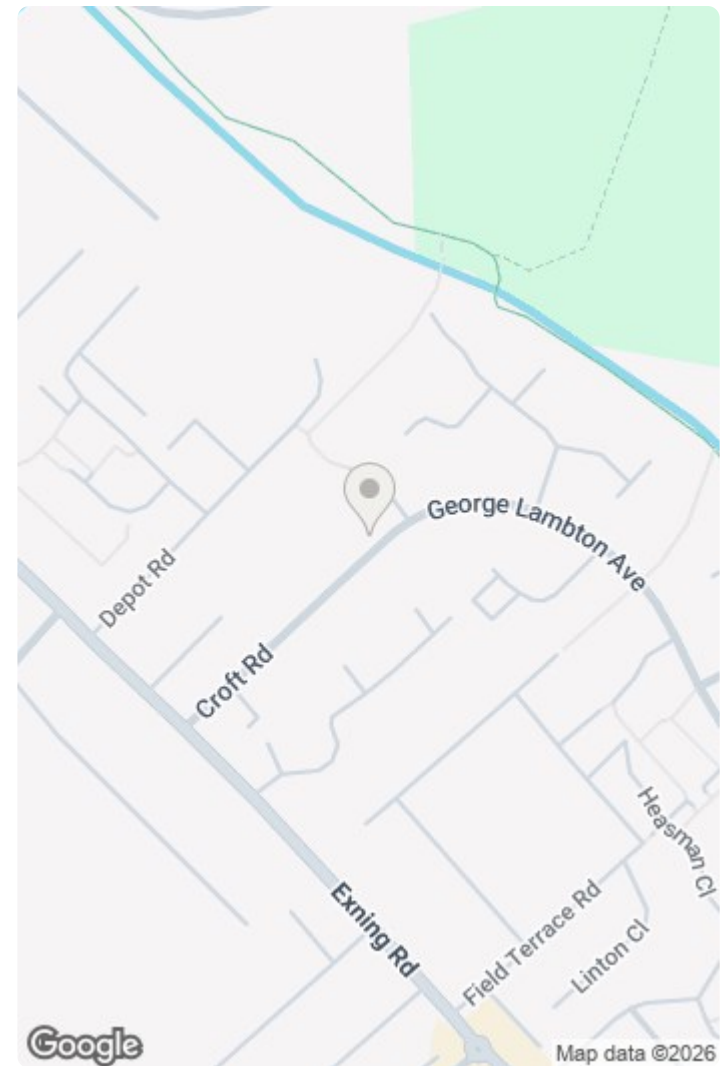 George Lambton Ave
Depot Rd
Croft Rd
Heasman Cl
Exning Rd
Field Terrace Rd
Linton Cl
Google
Map data ©2026